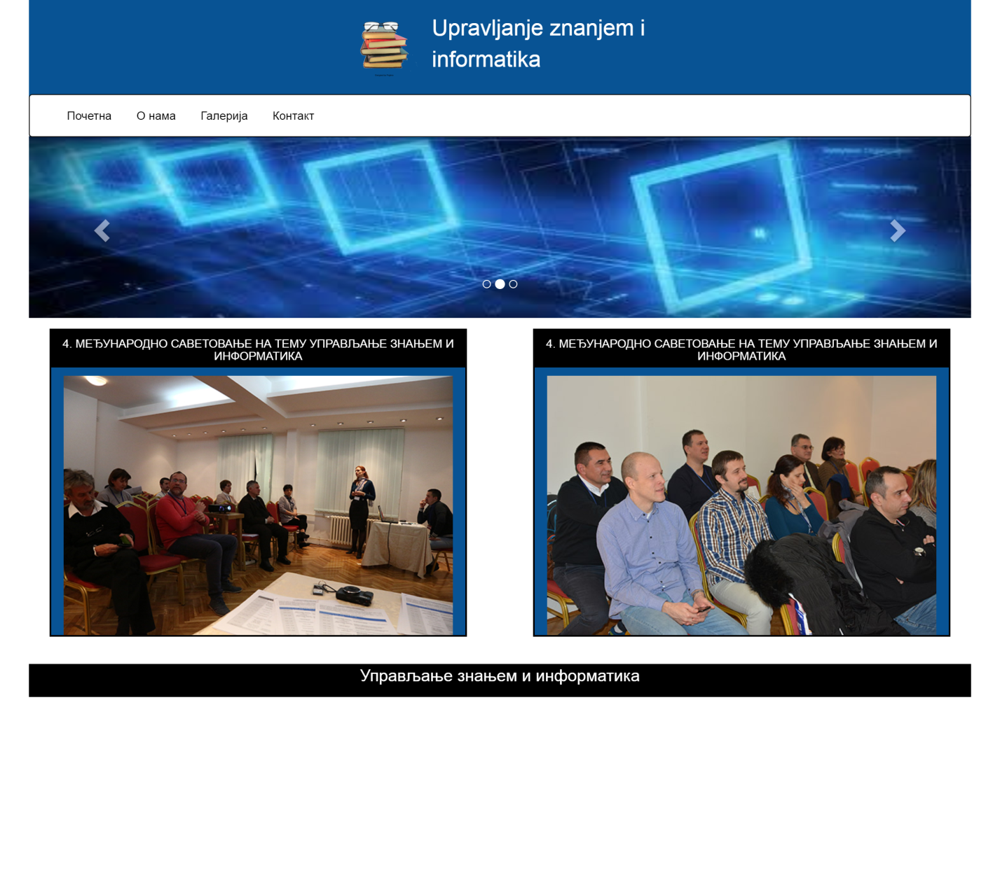 Upravljanje znanjem i
informatika
Почетна О нама Галерија Контакт
4. МЕЂУНАРОДНО САВЕТОВАЊЕ НА ТЕМУ УПРАВЉАЊЕ ЗНАЊЕМ И
ИНФОРМАТИКА
4. МЕЂУНАРОДНО САВЕТОВАЊЕ НА ТЕМУ УПРАВЉАЊЕ ЗНАЊЕМ И
ИНФОРМАТИКА
Управљање знањем и информатика